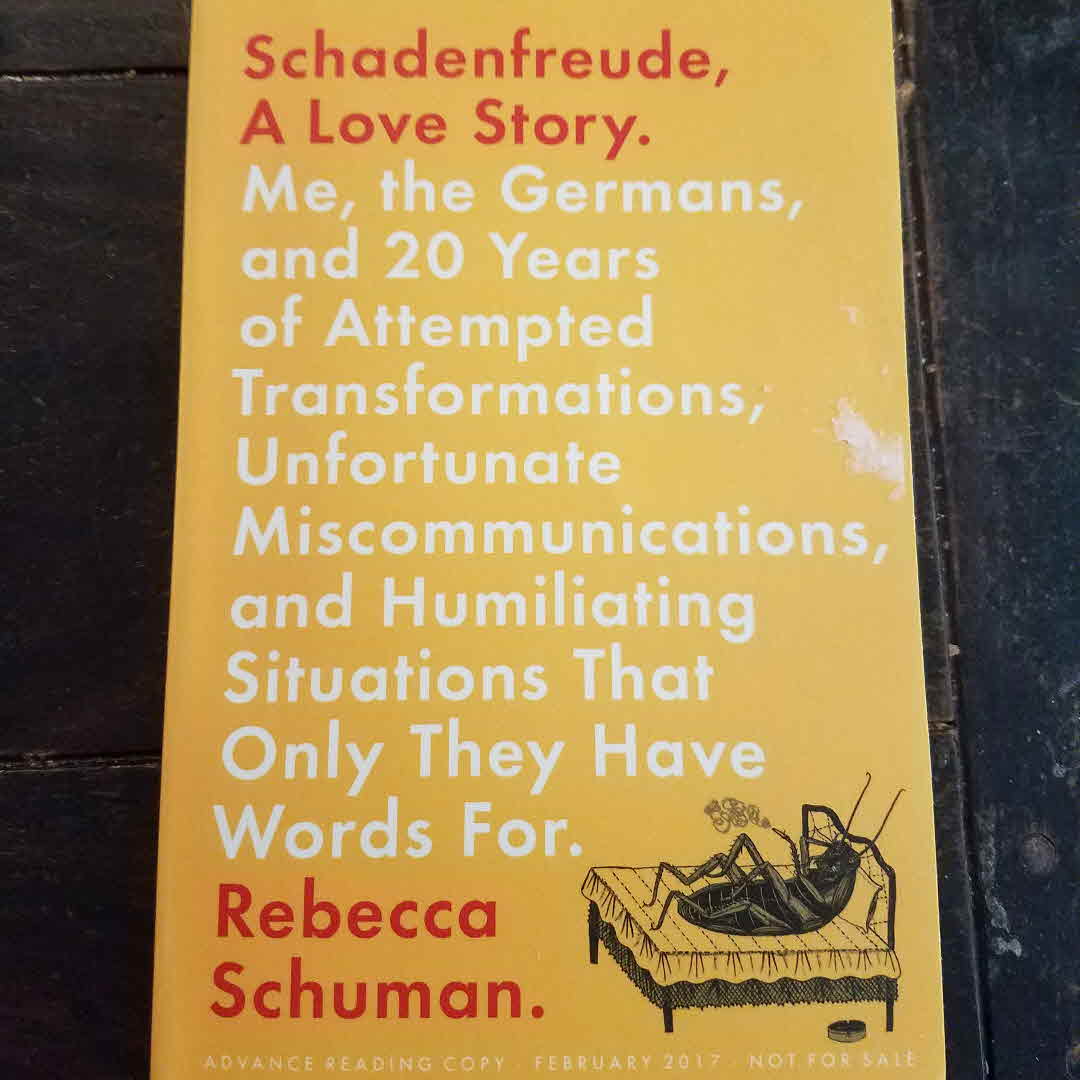 Schadenfreude,
A Love Story.
Me, the Germans,
and 20 Years
of Attempted
Transformations,
Unfortunate
Miscommunications,
and Humiliating
Situations That
Only They Have
Words For.
Rebecca
Schuman.
ADVANCE READING COPY · FEBRUARY 2017 · NOT FOR SALE